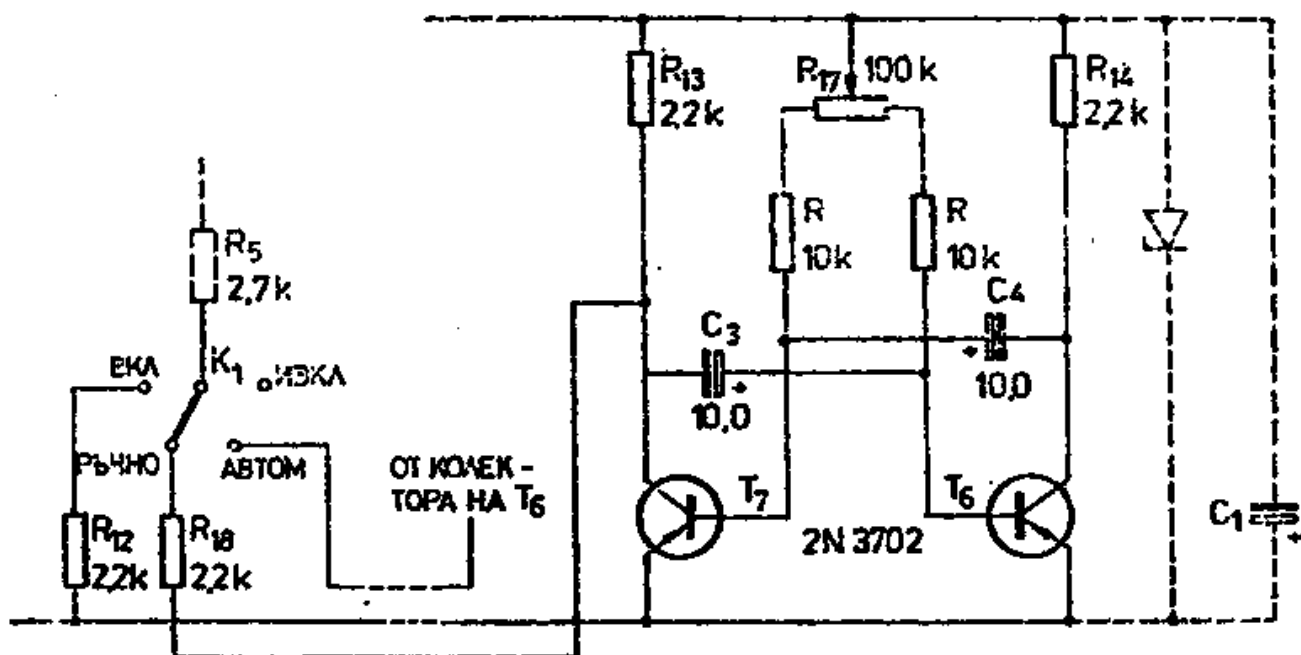 R13
2,2k
R17 100k
R14
2,2k
R5
2,7k
R
10k
R
10k
C4
+
10,0
C3
+
10,0
ВКЛ
K1
ИЗКЛ
РЪЧНО
АВТОМ
ОТ КОЛЕК-
ТОРА НА T6
R12
2,2k
R18
2,2k
T7
T6
2N 3702
C1
+